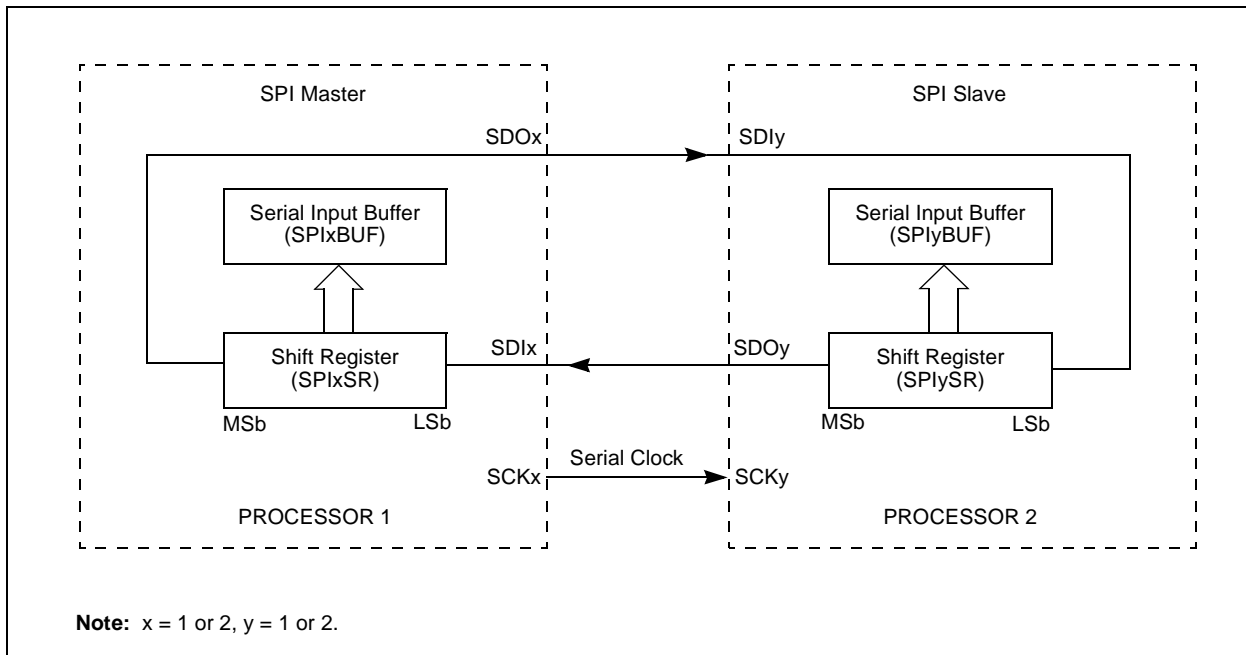 SPI Master
SPI Slave
SDOx
SDIy
Serial Input Buffer
(SPIxBUF)
Serial Input Buffer
(SPIyBUF)
Shift Register
(SPIxSR)
SDIx
SDOy
Shift Register
(SPIySR)
MSb
LSb
MSb
LSb
Serial Clock
SCKx
SCKy
PROCESSOR 1
PROCESSOR 2
Note: x = 1 or 2, y = 1 or 2.